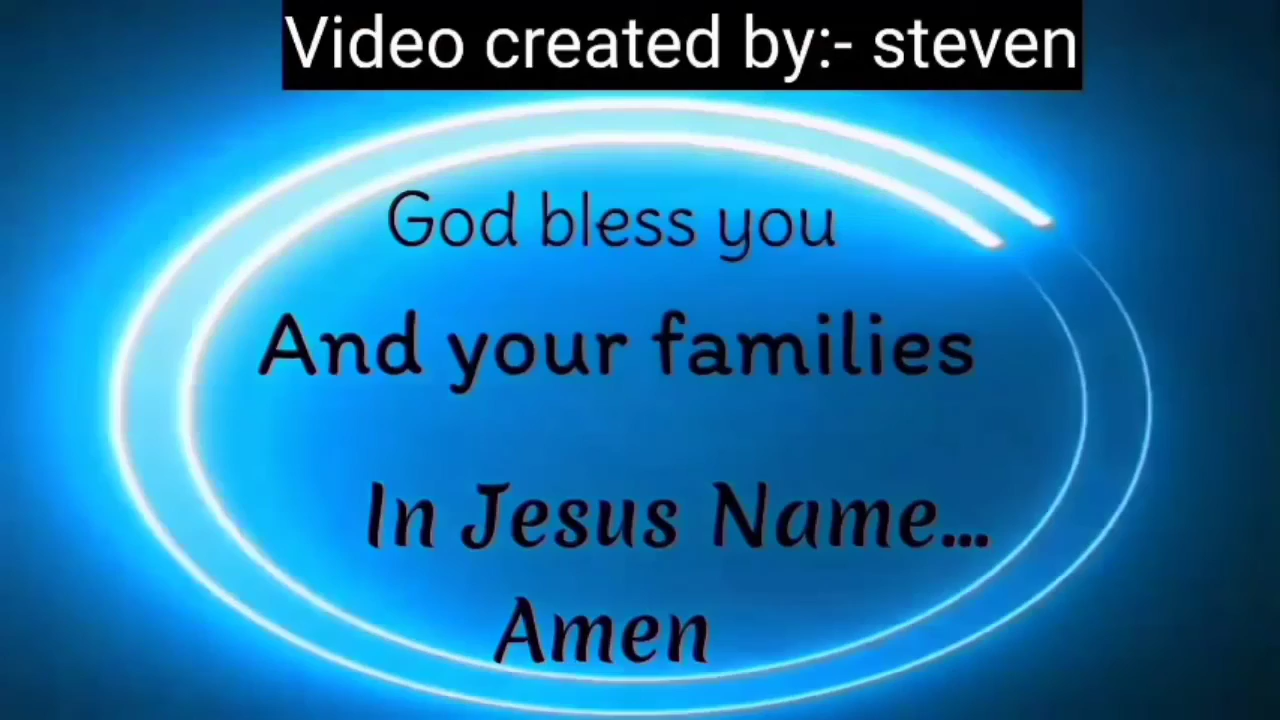 Video created by:- steven
God bless you
And your families
In Jesus Name...
Amen